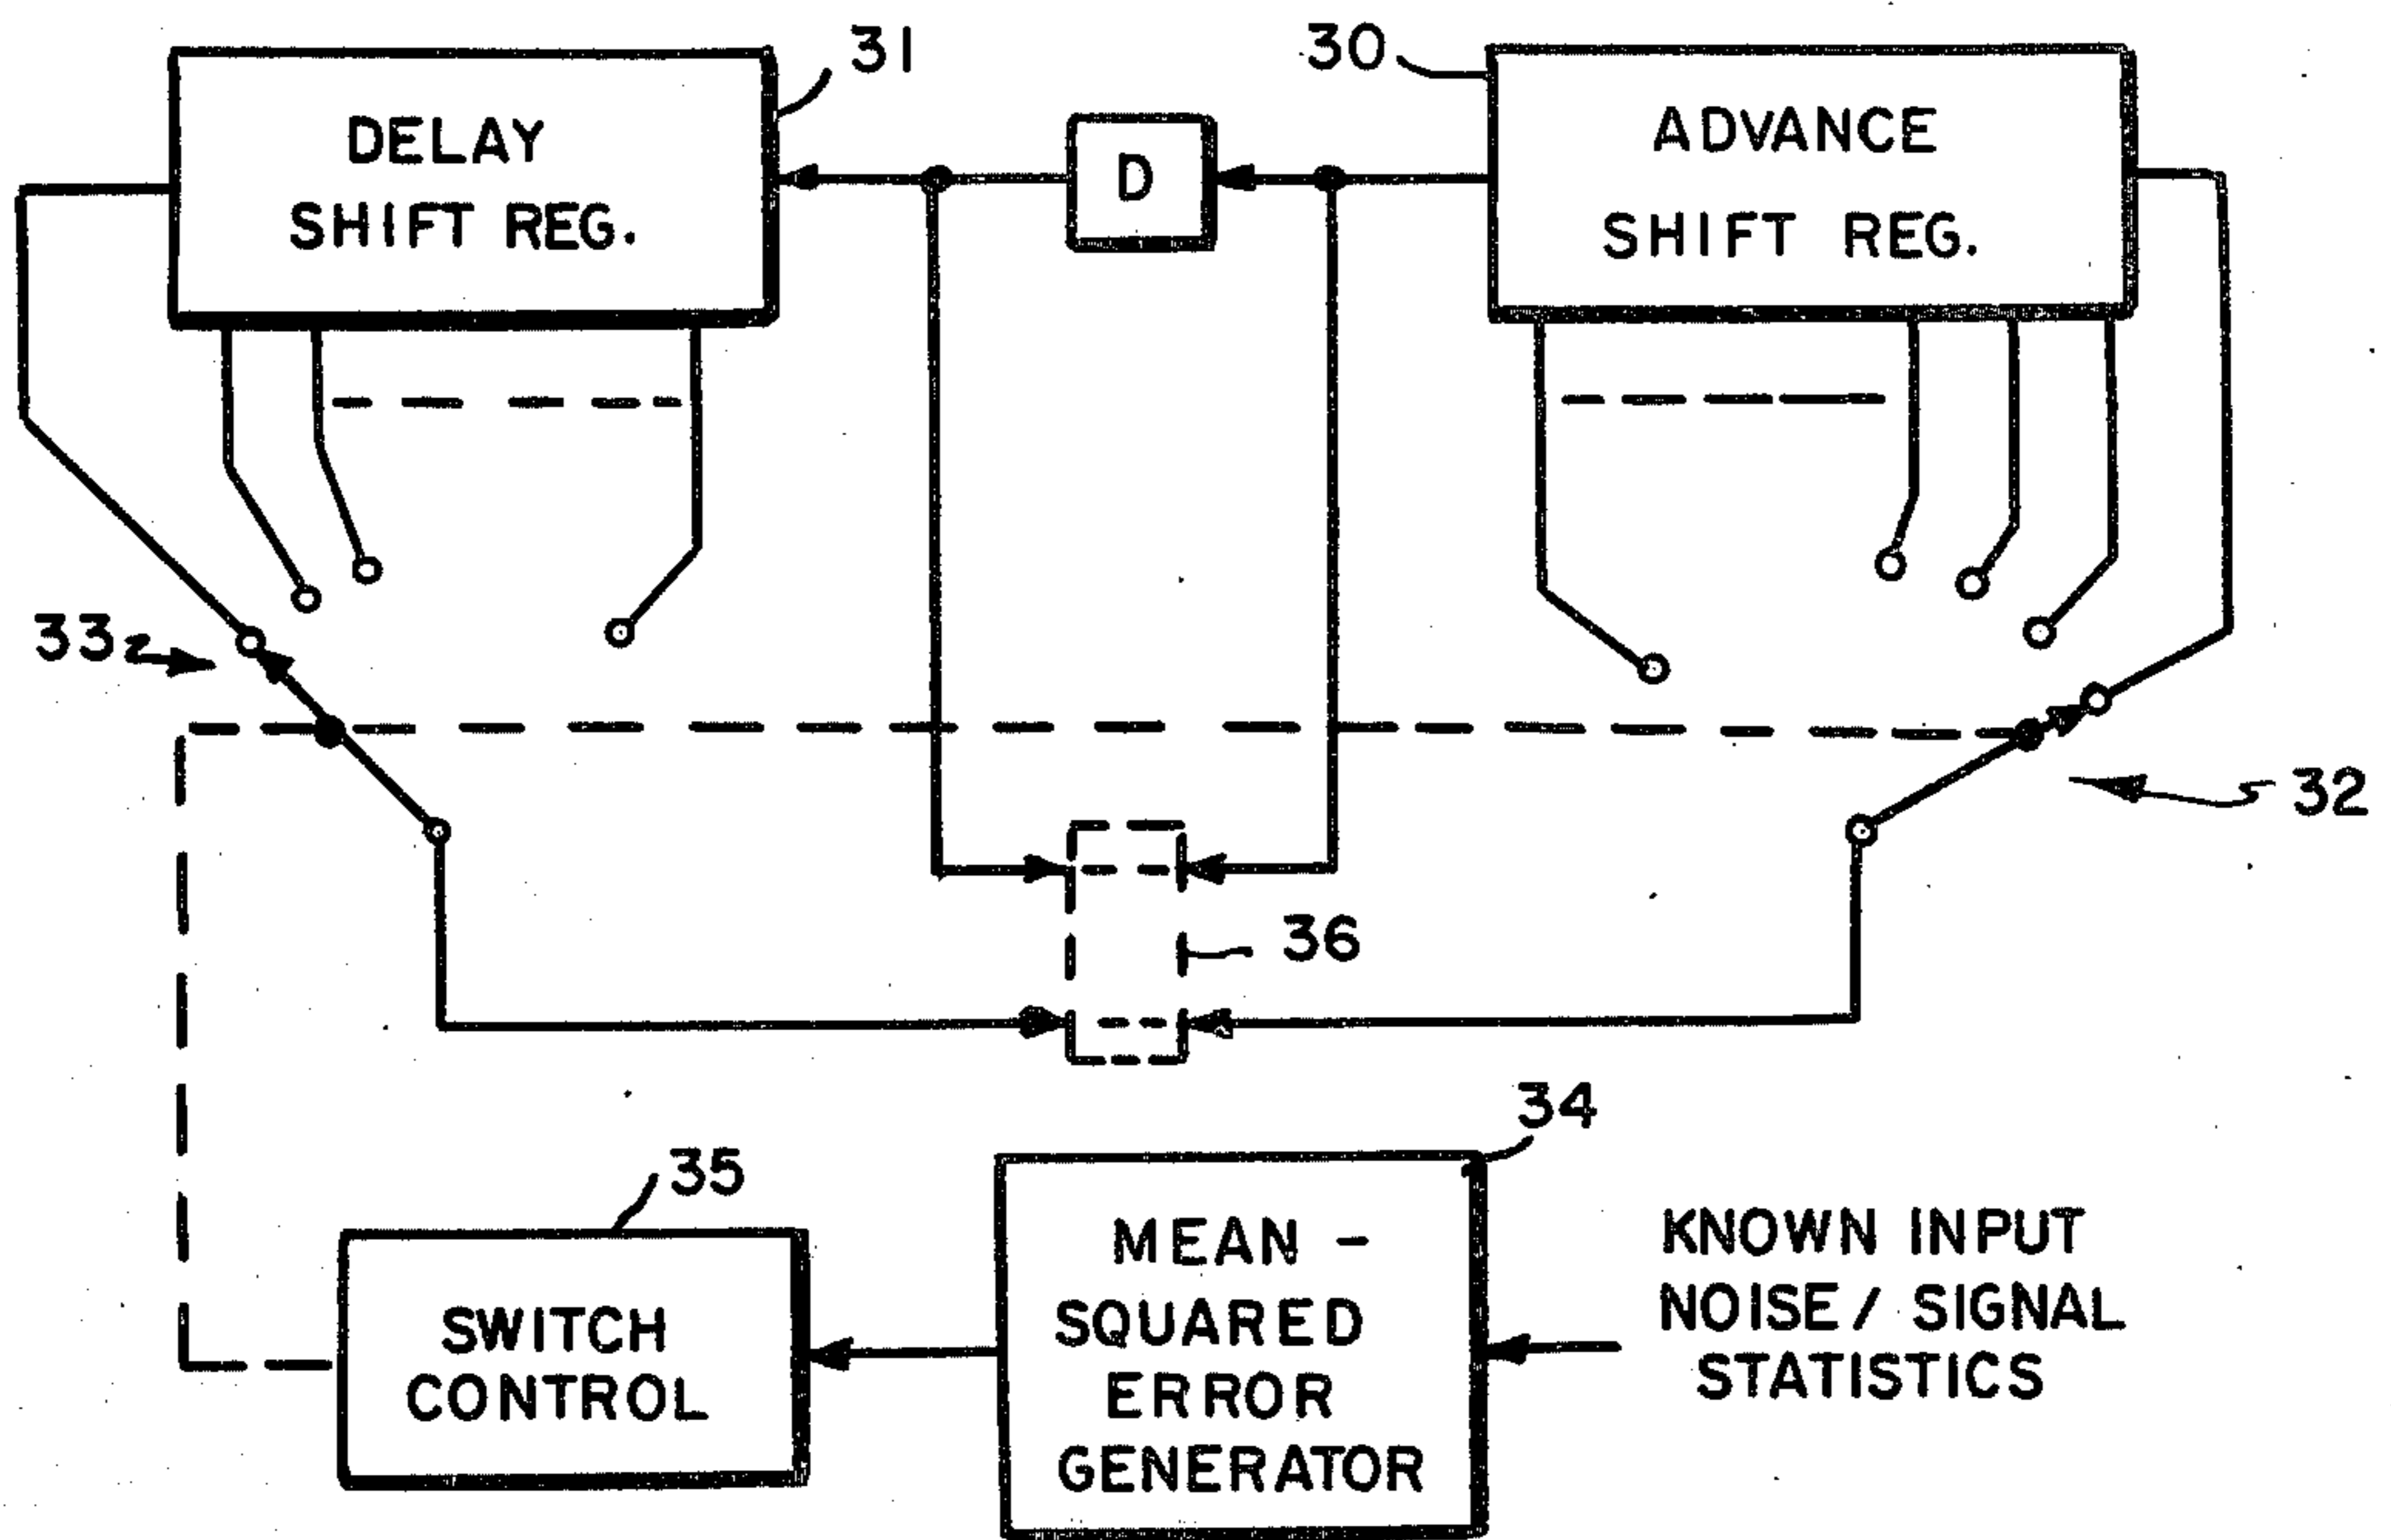 31
DELAY
SHIFT REG.
D
30
ADVANCE
SHIFT REG.
33
32
36
35
SWITCH
CONTROL
34
MEAN -
SQUARED
ERROR
GENERATOR
KNOWN INPUT
NOISE / SIGNAL
STATISTICS